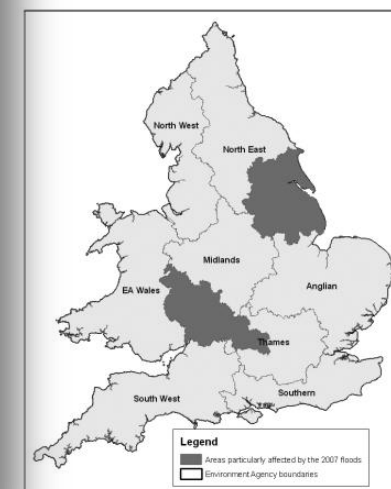 North West
North East
Midlands
EA Wales
Anglian
Thames
South West
Southern
Legend
Areas particularly affected by the 2007 floods
Environment Agency boundaries